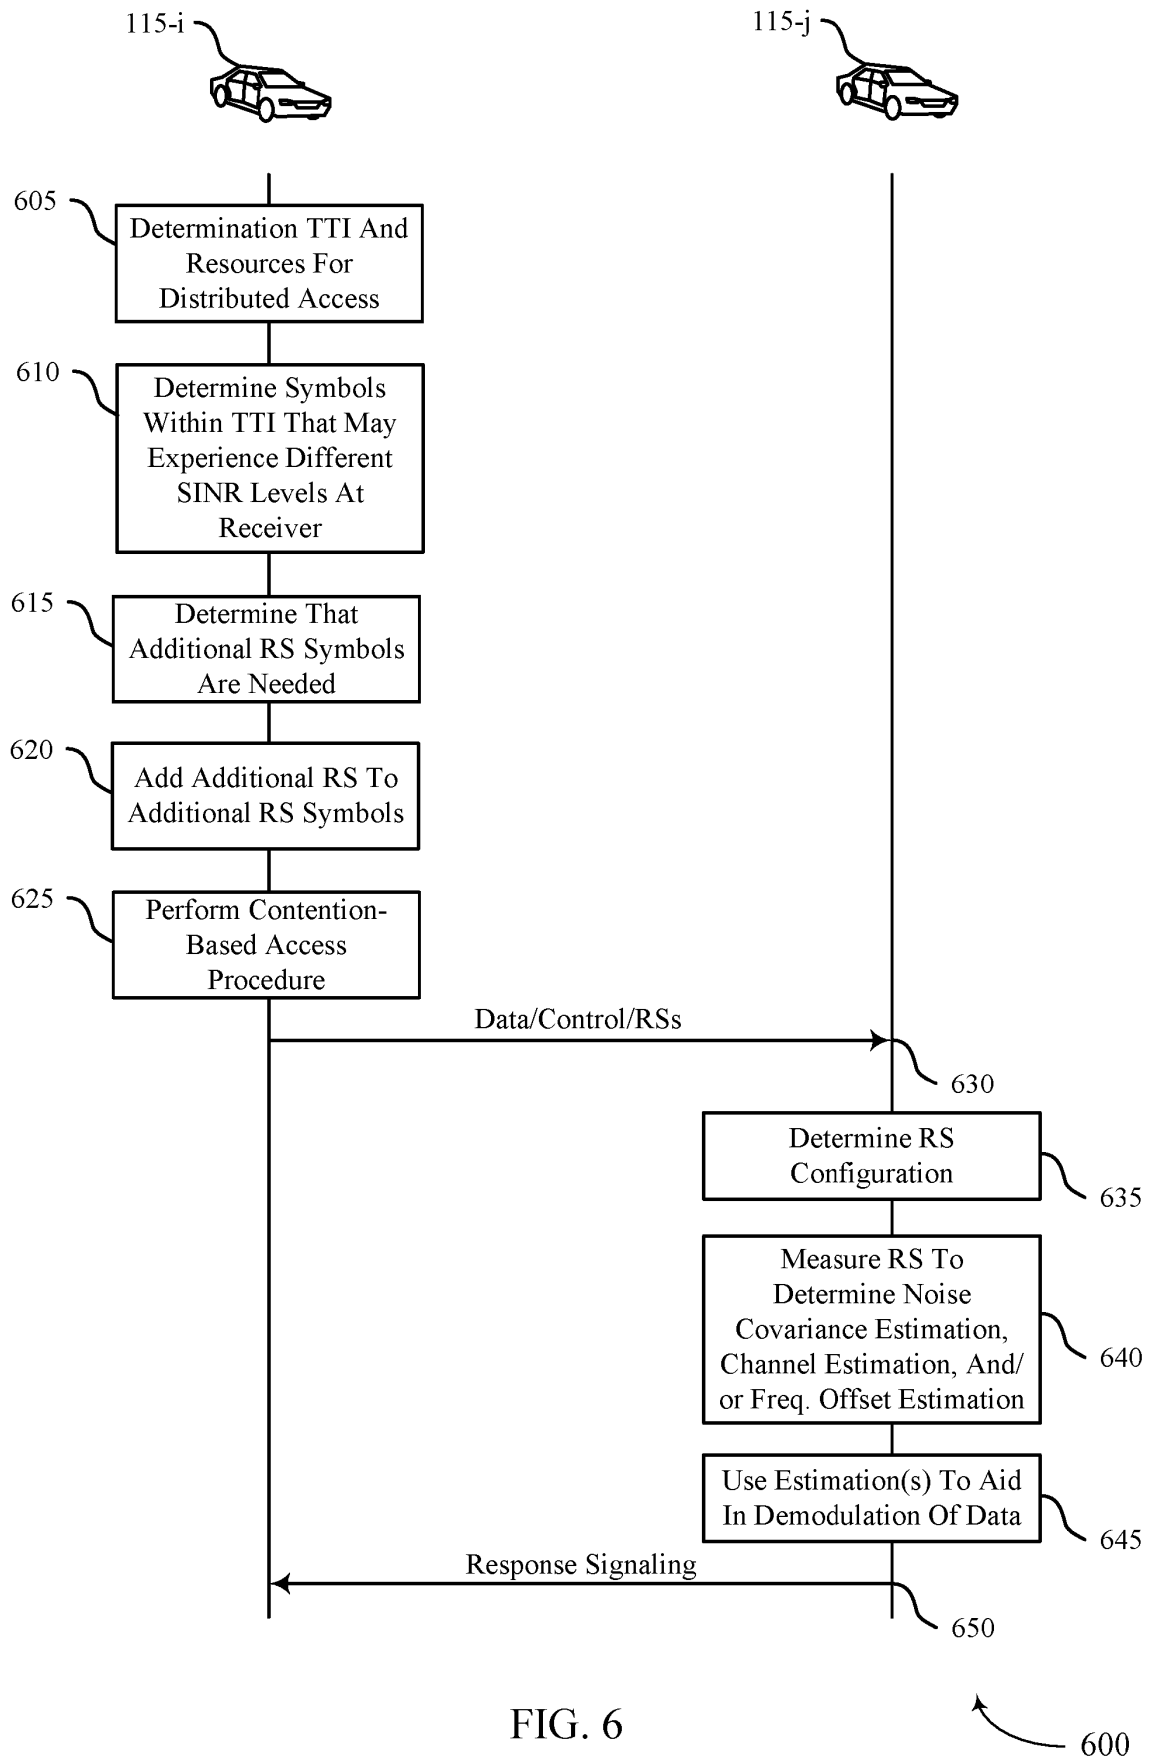 115-i
115-j
605
Determination TTI And
Resources For
Distributed Access
610
Determine Symbols
Within TTI That May
Experience Different
SINR Levels At
Receiver
615
Determine That
Additional RS Symbols
Are Needed
620
Add Additional RS To
Additional RS Symbols
625
Perform Contention-
Based Access
Procedure
Data/Control/RSs
630
Determine RS
Configuration
635
Measure RS To
Determine Noise
Covariance Estimation,
Channel Estimation, And/
or Freq. Offset Estimation
640
Use Estimation(s) To Aid
In Demodulation Of Data
645
Response Signaling
650
FIG. 6
600